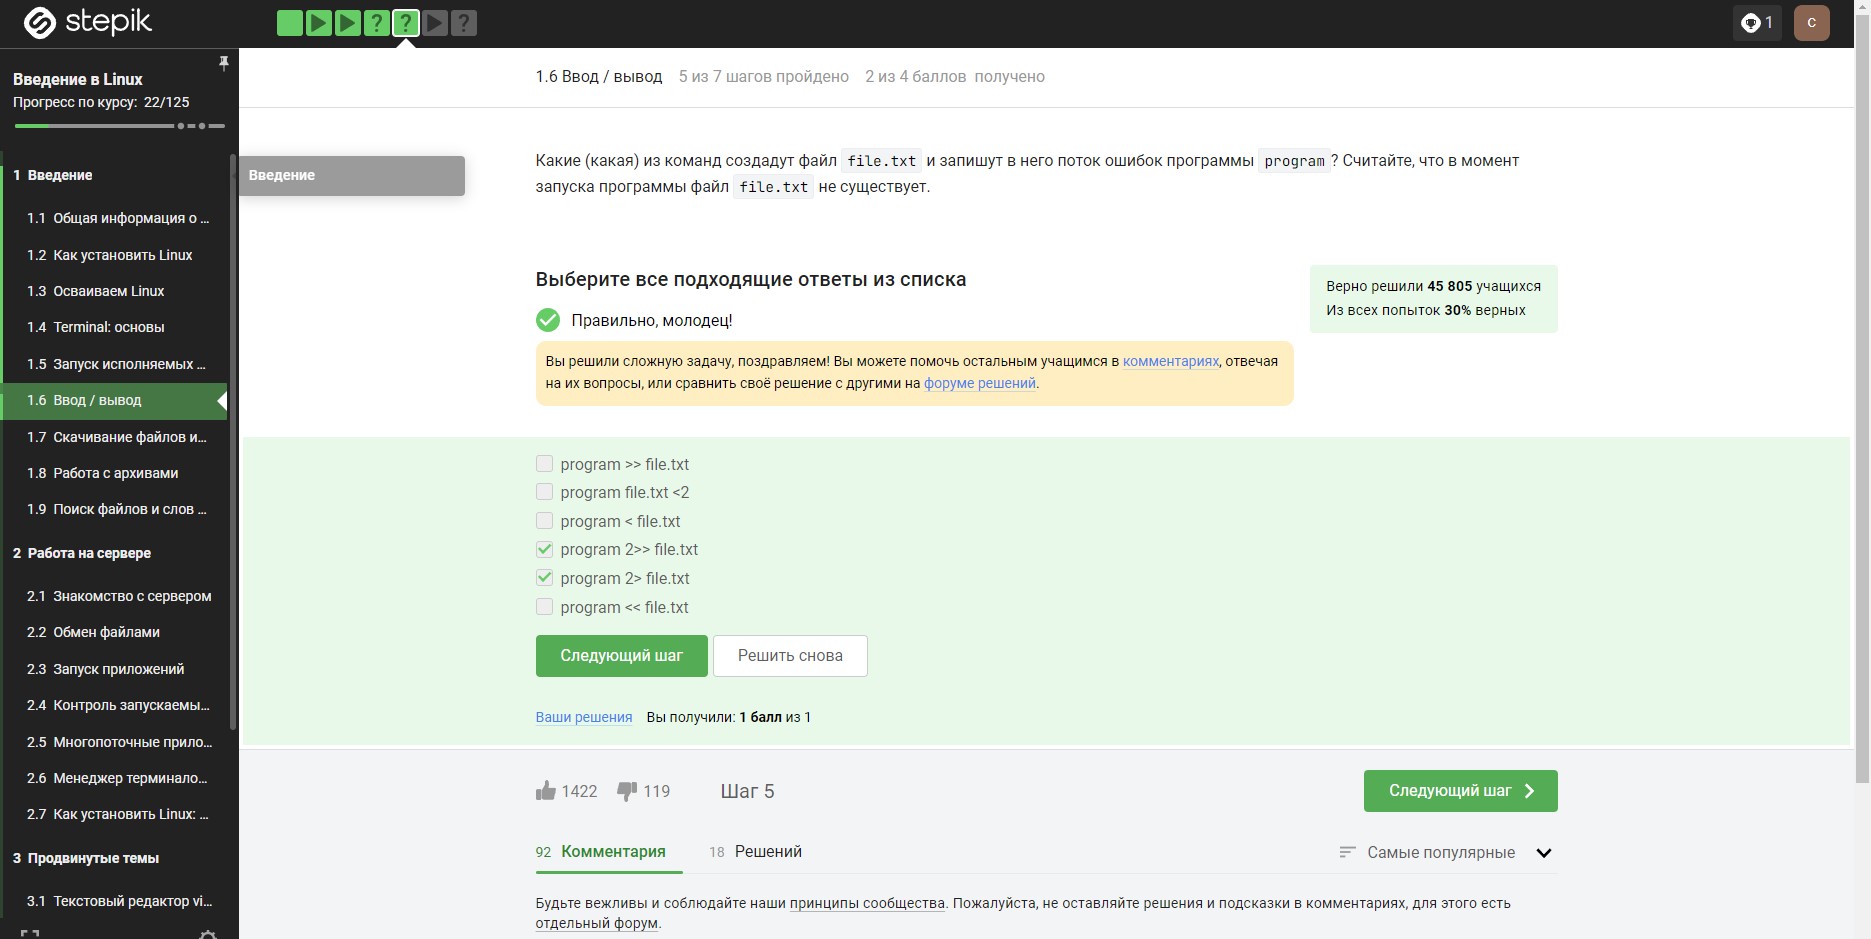 stepik
? ? ?
1
C
Введение в Linux
Прогресс по курсу: 22/125
1 Введение
1.1 Общая информация о ...
1.2 Как установить Linux
1.3 Осваиваем Linux
1.4 Terminal: основы
1.5 Запуск исполняемых ...
1.6 Ввод / вывод
1.7 Скачивание файлов и...
1.8 Работа с архивами
1.9 Поиск файлов и слов ...
2 Работа на сервере
2.1 Знакомство с сервером
2.2 Обмен файлами
2.3 Запуск приложений
2.4 Контроль запускаемы...
2.5 Многопоточные прило...
2.6 Менеджер терминало...
2.7 Как установить Linux: ...
3 Продвинутые темы
3.1 Текстовый редактор vi...
Введение
1.6 Ввод / вывод 5 из 7 шагов пройдено 2 из 4 баллов получено
Какие (какая) из команд создадут файл file.txt и запишут в него поток ошибок программы program? Считайте, что в момент
запуска программы файл file.txt не существует.
Выберите все подходящие ответы из списка
Правильно, молодец!
Верно решили 45 805 учащихся
Из всех попыток 30% верных
Вы решили сложную задачу, поздравляем! Вы можете помочь остальным учащимся в комментариях, отвечая
на их вопросы, или сравнить своё решение с другими на форуме решений.
program >> file.txt
program file.txt <2
program < file.txt
program 2>> file.txt
program 2> file.txt
program << file.txt
Следующий шаг Решить снова
Ваши решения Вы получили: 1 балл из 1
1422 119 Шаг 5 Следующий шаг
92 Комментария 18 Решений Самые популярные
Будьте вежливы и соблюдайте наши принципы сообщества. Пожалуйста, не оставляйте решения и подсказки в комментариях, для этого есть
отдельный форум.